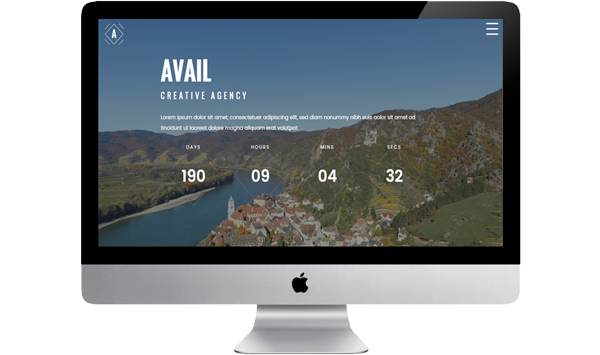 A
AVAIL
CREATIVE AGENCY
Lorem ipsum dolor sit amet, consectetuer adipiscing elit, sed diam nonummy nibh euis aolor sit amet ad
tincidunt ut laoreet dolore magna aliquam erat volutpat.
DAYS HOURS MINS SECS
190 09 04 32